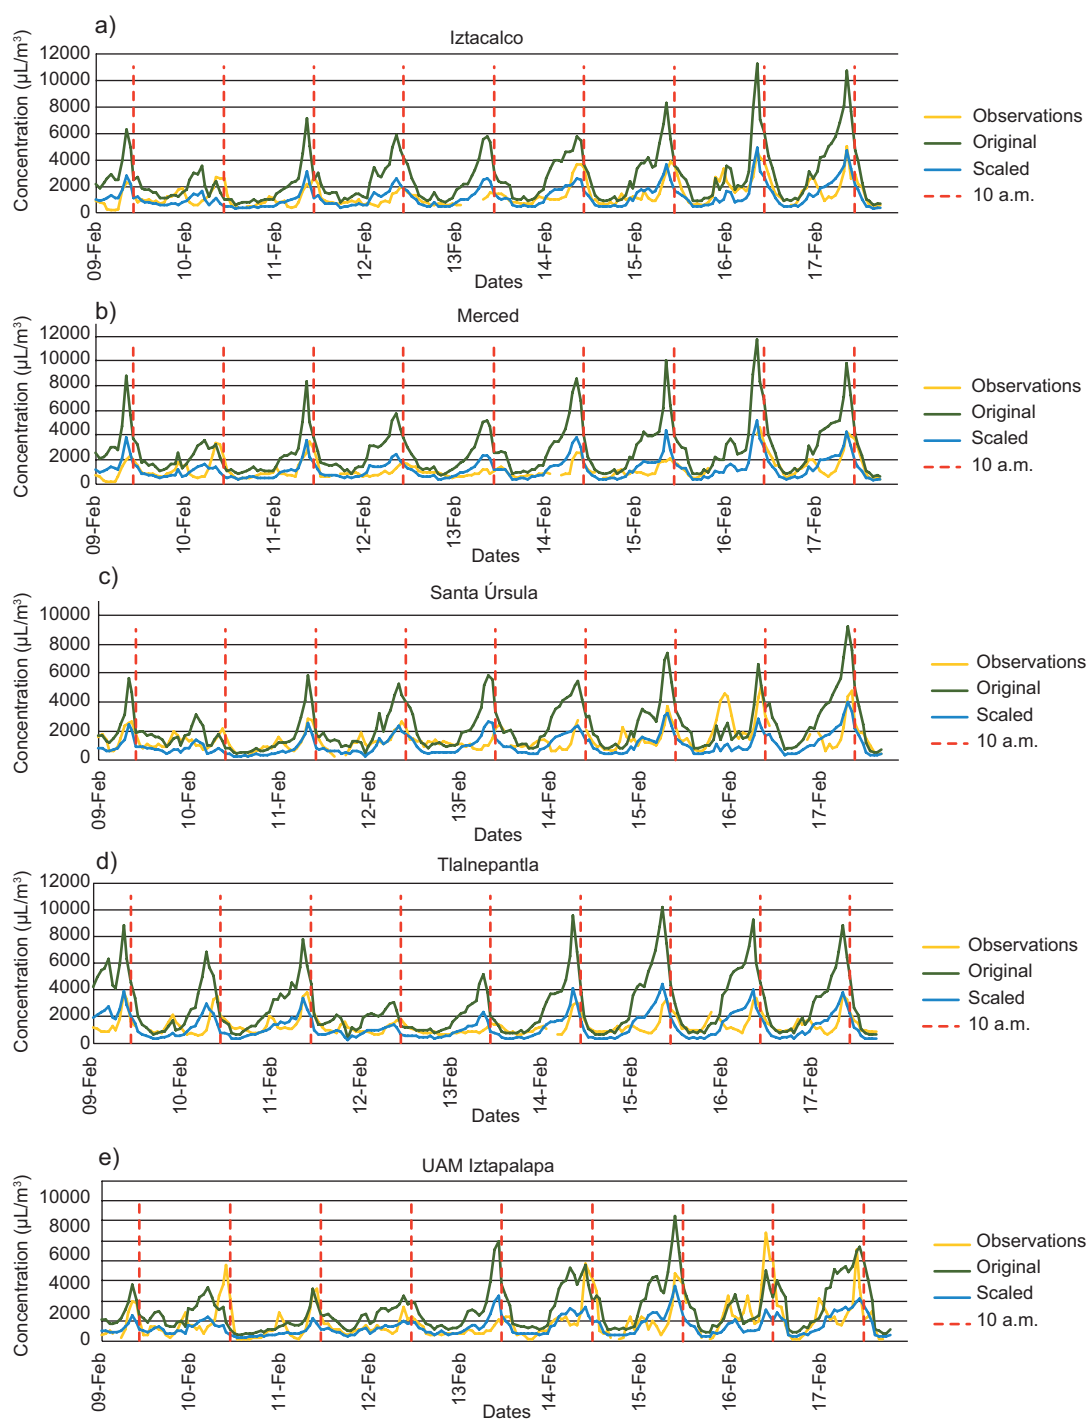 a)
Iztacalco
Concentration (µL/m³)
12000
10000
8000
6000
4000
2000
0
09-Feb
10-Feb
11-Feb
12-Feb
13Feb
14-Feb
15-Feb
16-Feb
17-Feb
Dates
Observations
Original
Scaled
10 a.m.
b)
Merced
Concentration (µL/m³)
12000
10000
8000
6000
4000
2000
0
09-Feb
10-Feb
11-Feb
12-Feb
13-Feb
14-Feb
15-Feb
16-Feb
17-Feb
Dates
Observations
Original
Scaled
10 a.m.
c)
Santa Úrsula
Concentration (µL/m³)
10000
8000
6000
4000
2000
0
09-Feb
10-Feb
11-Feb
12-Feb
13-Feb
14-Feb
15-Feb
16-Feb
17-Feb
Dates
Observations
Original
Scaled
10 a.m.
d)
Tlalnepantla
Concentration (µL/m³)
12000
10000
8000
6000
4000
2000
0
09-Feb
10-Feb
11-Feb
12-Feb
13Feb
14-Feb
15-Feb
16-Feb
17-Feb
Dates
Observations
Original
Scaled
10 a.m.
e)
UAM Iztapalapa
Concentration (µL/m³)
10000
8000
6000
4000
2000
0
09-Feb
10-Feb
11-Feb
12-Feb
13-Feb
14-Feb
15-Feb
16-Feb
17-Feb
Dates
Observations
Original
Scaled
10 a.m.